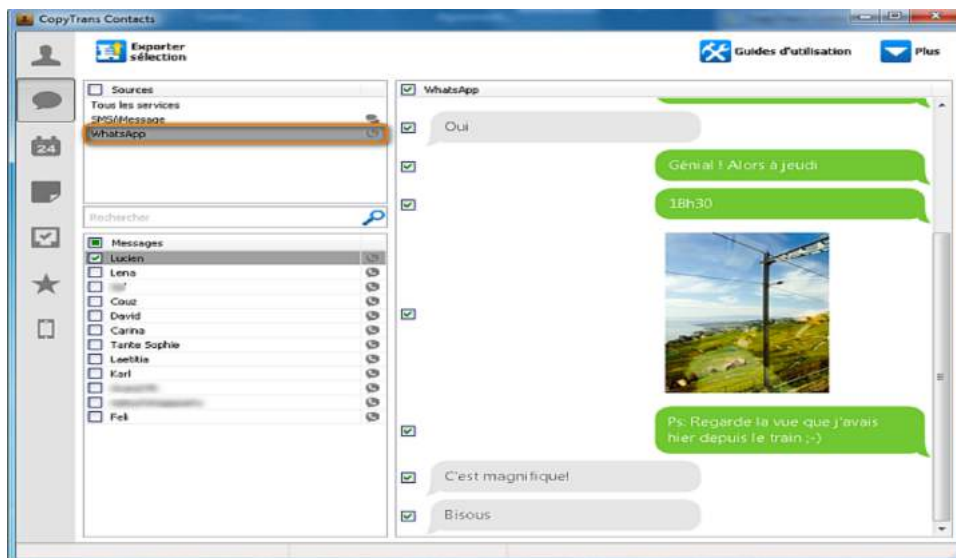 CopyTrans Contacts
Exporter
sélection
Guides d'utilisation
Plus
24
Sources
Tous les services
SMS/iMessage
WhatsApp
Rechercher
Messages
Lucien
Lena
Couz
David
Carina
Tante Sophie
Laetitia
Karl
Feli
WhatsApp
Oui
Génial ! Alors à jeudi
18h30
Ps: Regarde la vue que j'avais
hier depuis le train ;-)
C'est magnifique!
Bisous